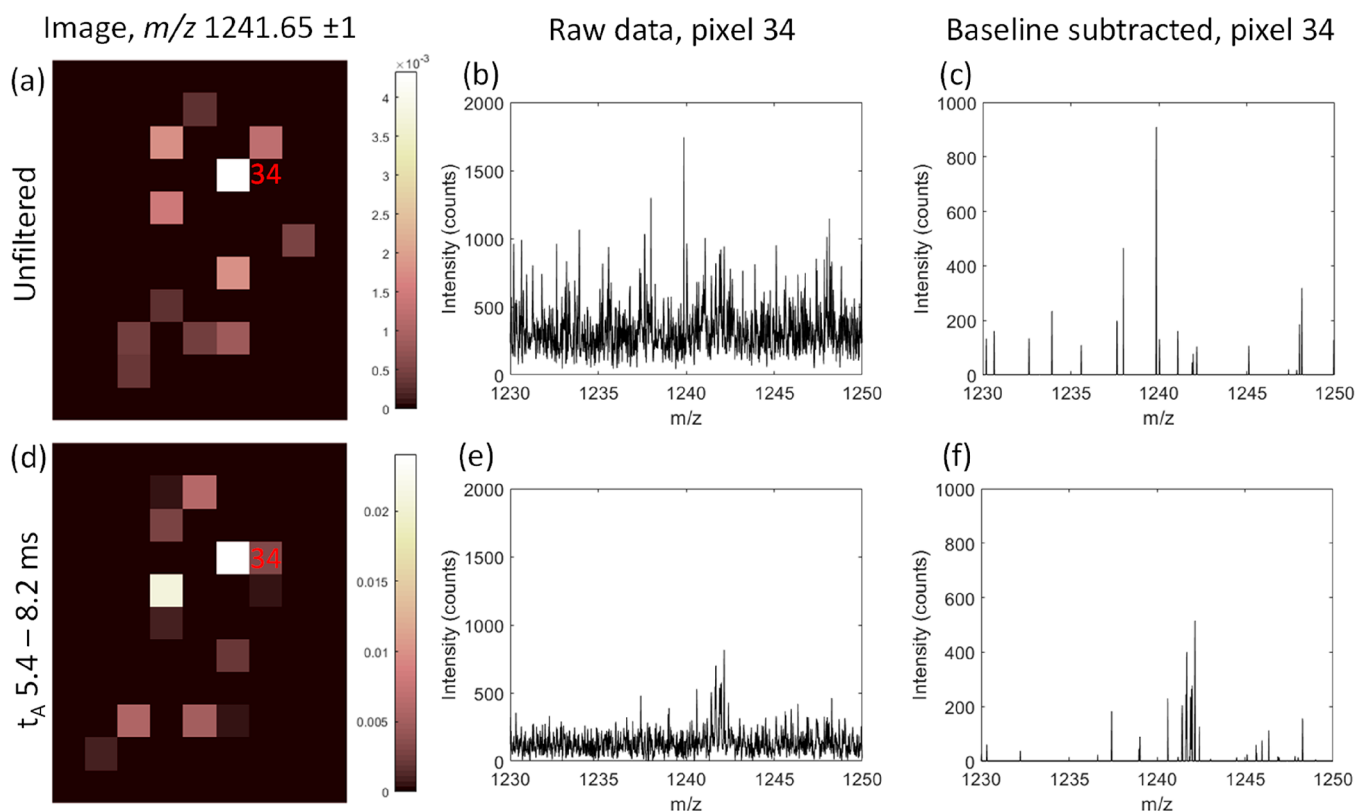 Image, m/z 1241.65 ±1
Raw data, pixel 34
Baseline subtracted, pixel 34
Unfiltered
(a)
×10⁻³
4
3.5
3
2.5
2
1.5
1
0.5
0
34
(b)
Intensity (counts)
2000
1500
1000
500
0
1230 1235 1240 1245 1250
m/z
(c)
Intensity (counts)
1000
800
600
400
200
0
1230 1235 1240 1245 1250
m/z
tA 5.4 – 8.2 ms
(d)
0.02
0.015
0.01
0.005
0
34
(e)
Intensity (counts)
2000
1500
1000
500
0
1230 1235 1240 1245 1250
m/z
(f)
Intensity (counts)
1000
800
600
400
200
0
1230 1235 1240 1245 1250
m/z